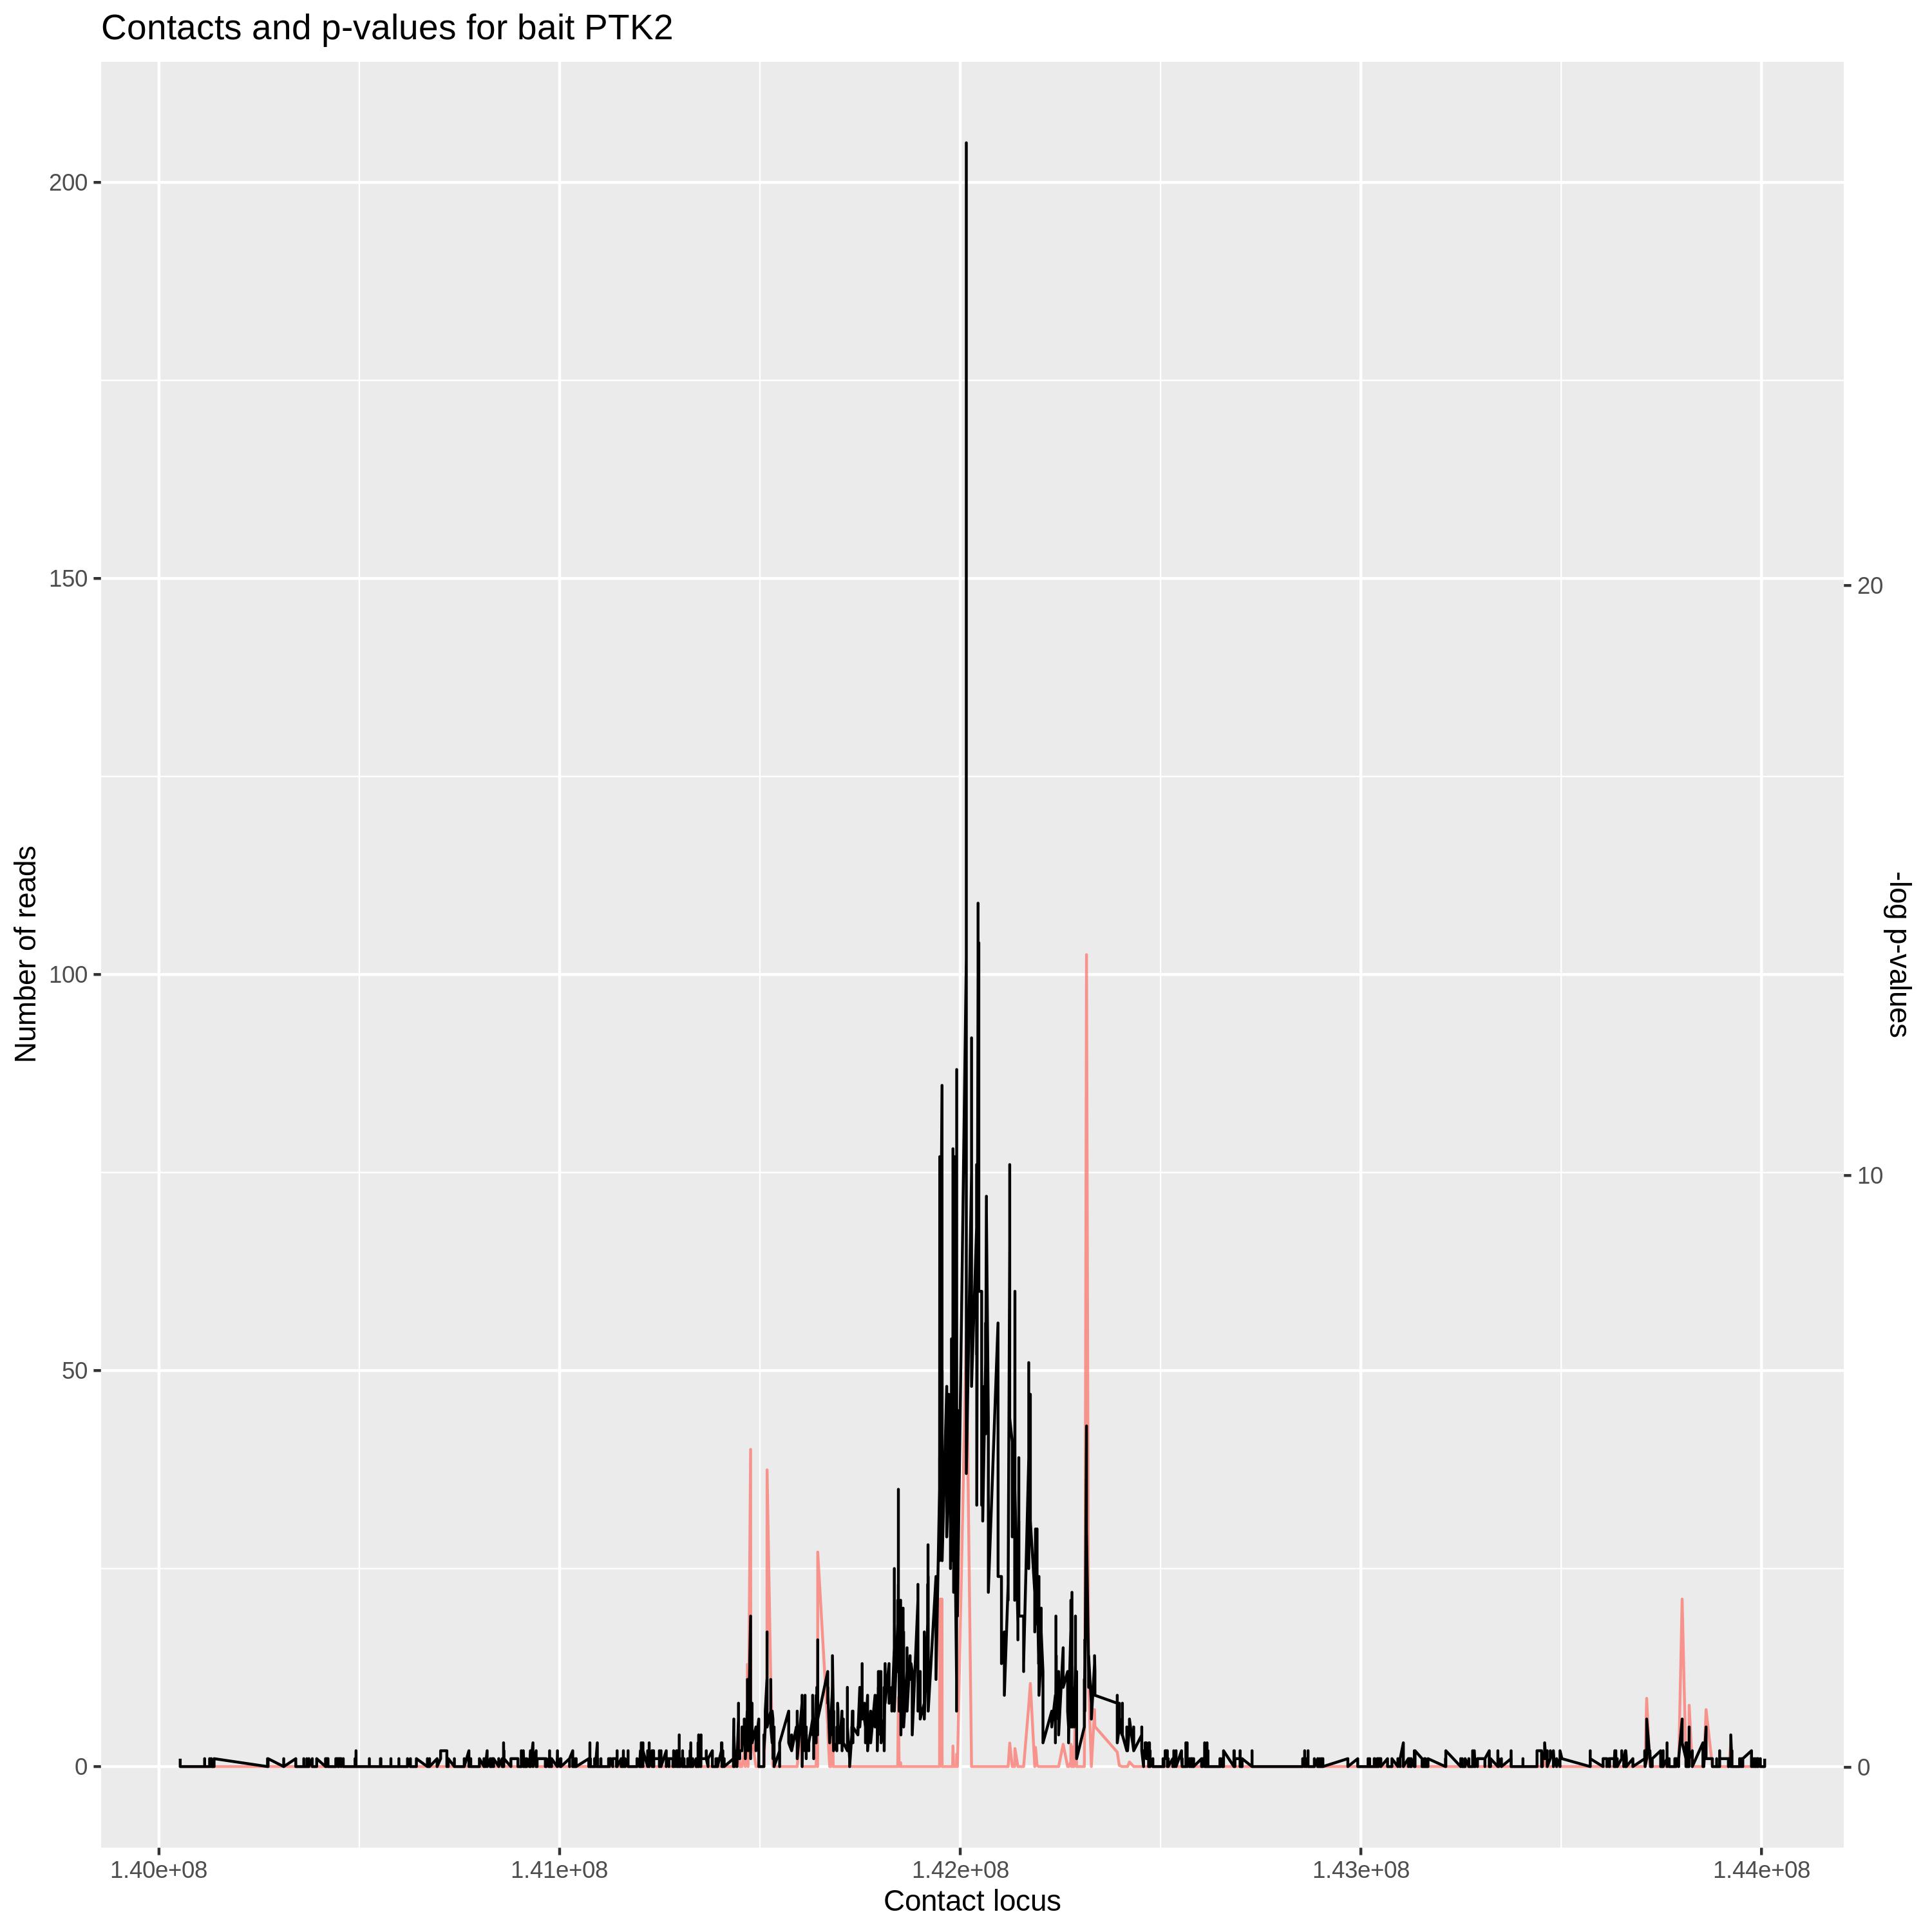 Contacts and p-values for bait PTK2
200
150
100
50
0
Number of reads
20
10
0
-log p-values
1.40e+08
1.41e+08
1.42e+08
1.43e+08
1.44e+08
Contact locus